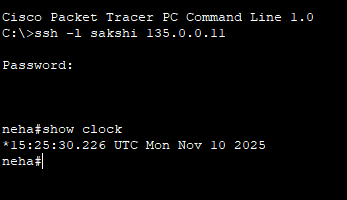 Cisco Packet Tracer PC Command Line 1.0
C:\>ssh -l sakshi 135.0.0.11
Password:
neha#show clock
*15:25:30.226 UTC Mon Nov 10 2025
neha#